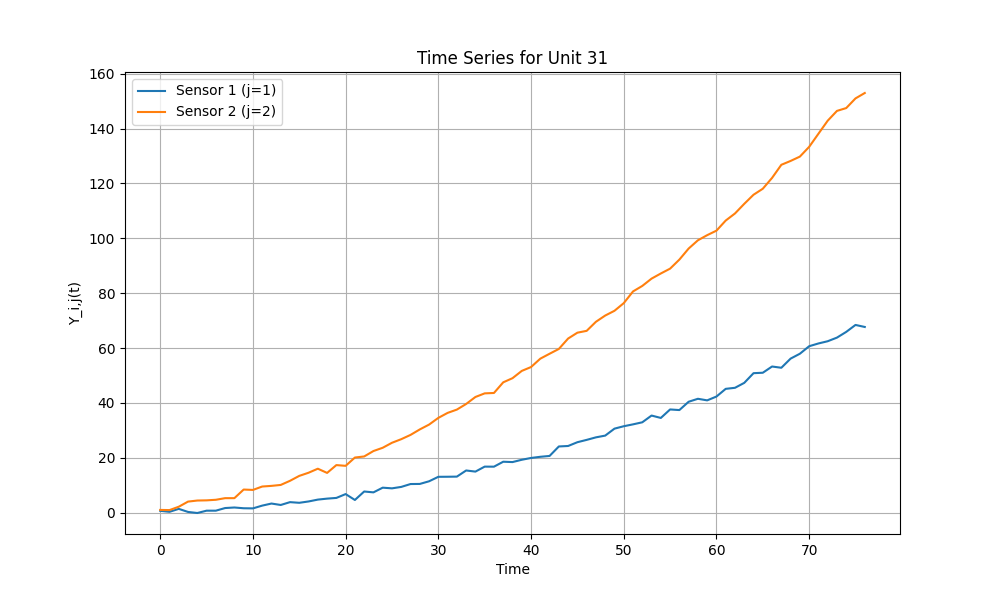 Time Series for Unit 31
160
140
120
100
80
60
40
20
0
Y_i,j(t)
Sensor 1 (j=1)
Sensor 2 (j=2)
0 10 20 30 40 50 60 70
Time